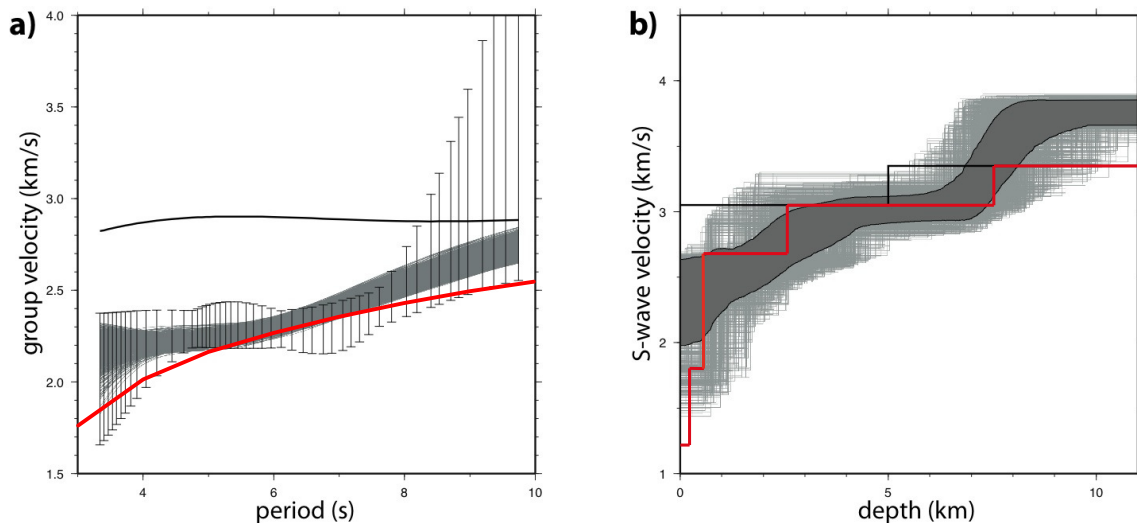 a)
group velocity (km/s)
4.0
3.5
3.0
2.5
2.0
1.5
4
6
8
10
period (s)
b)
S-wave velocity (km/s)
4
3
2
1
0
5
10
depth (km)